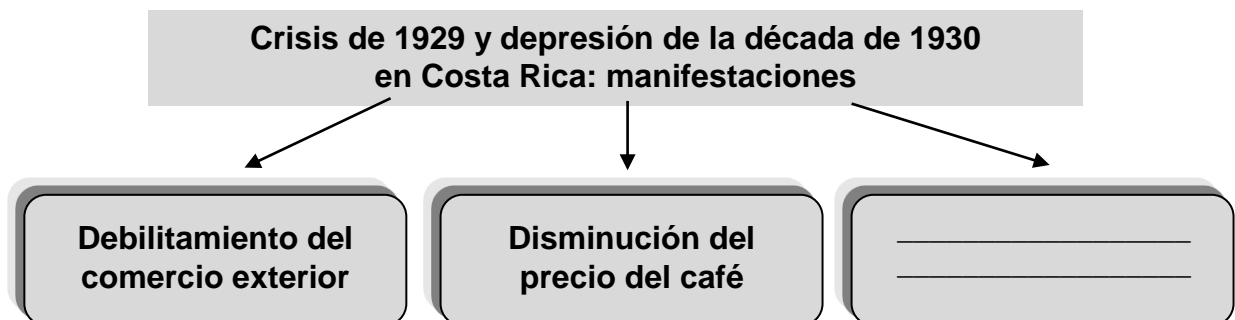 Crisis de 1929 y depresión de la década de 1930
en Costa Rica: manifestaciones
Debilitamiento del
comercio exterior
Disminución del
precio del café